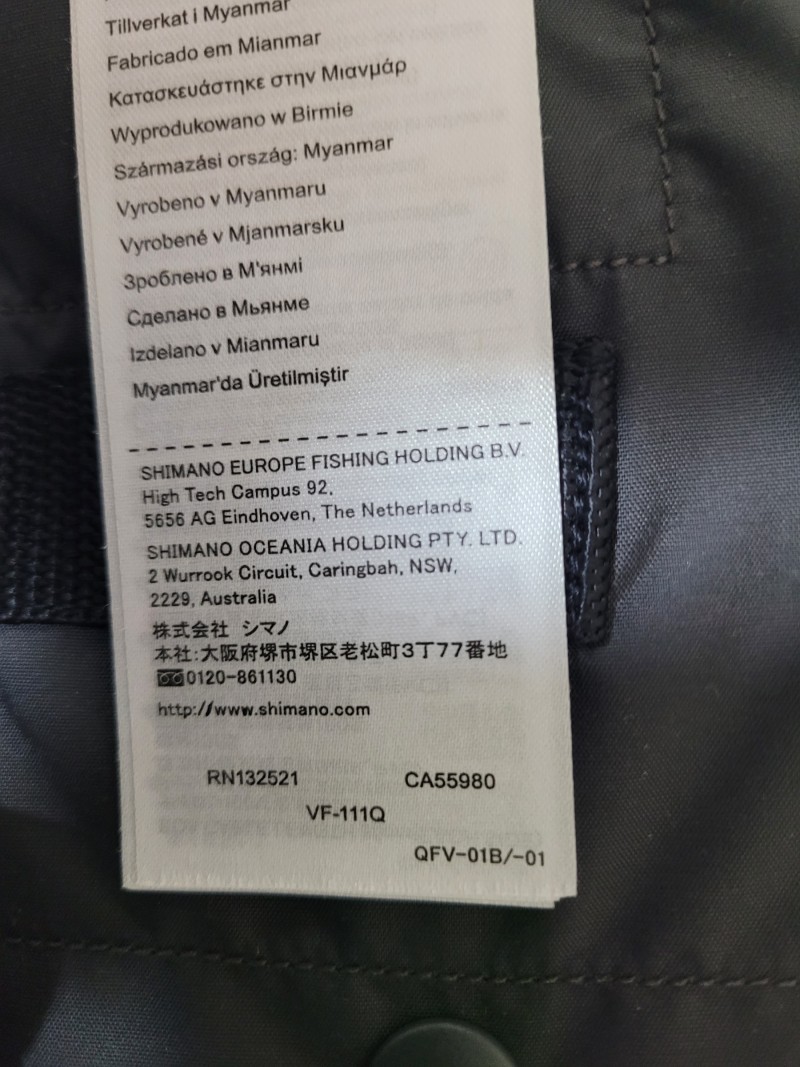 Tillverkat i Myanmar
Fabricado em Mianmar
Κατασκευάστηκε στην Μιανμάρ
Wyprodukowano w Birmie
Származási ország: Myanmar
Vyrobeno v Myanmaru
Vyrobené v Mjanmarsku
Зроблено в М'янмі
Сделано в Мьянме
Izdelano v Mianmaru
Myanmar'da Üretilmiştir
SHIMANO EUROPE FISHING HOLDING B.V.
High Tech Campus 92,
5656 AG Eindhoven, The Netherlands
SHIMANO OCEANIA HOLDING PTY. LTD.
2 Wurrook Circuit, Caringbah, NSW,
2229, Australia
株式会社 シマノ
本社:大阪府堺市堺区老松町3丁77番地
0120-861130
http://www.shimano.com
RN132521 CA55980
VF-111Q
QFV-01B/-01